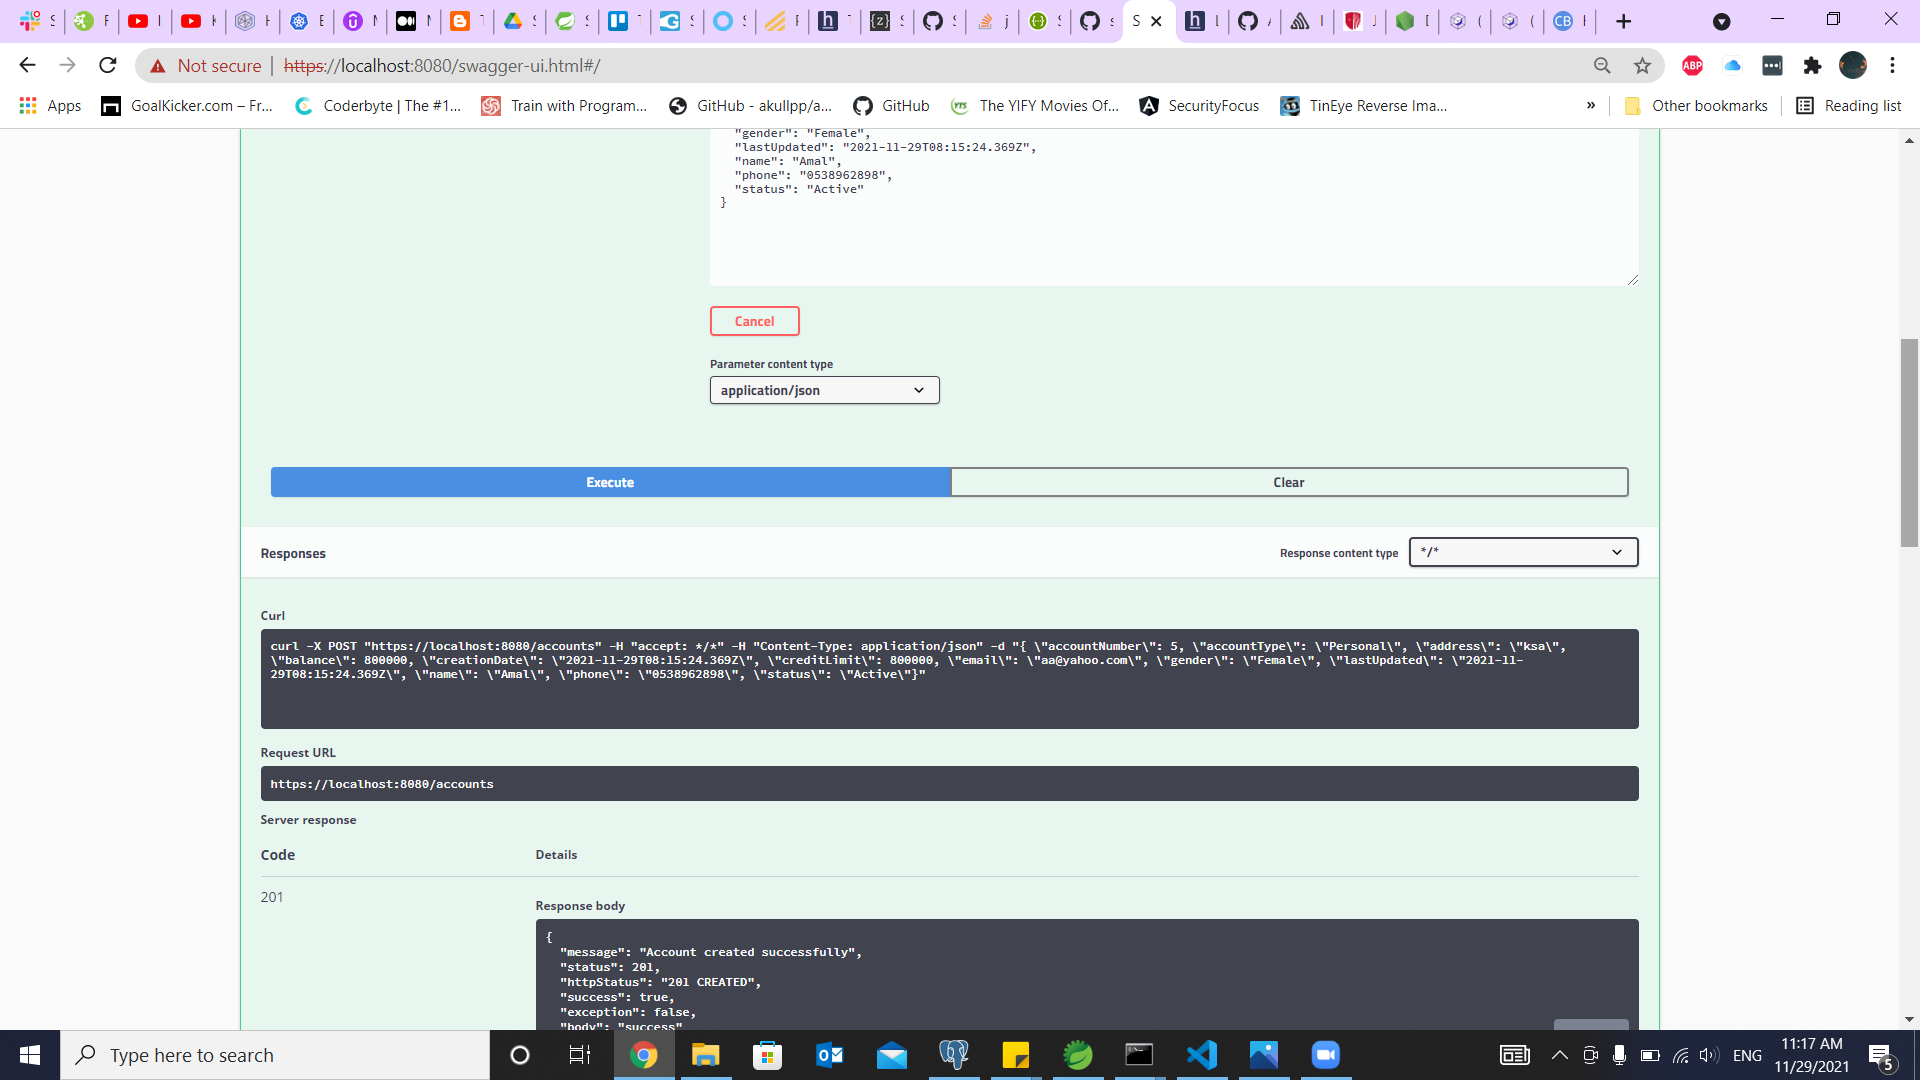 Not secure | https://localhost:8080/swagger-ui.html#/
Apps
GoalKicker.com – Fr...
Coderbyte | The #1...
Train with Program...
GitHub - akullpp/a...
GitHub
The YIFY Movies Of...
SecurityFocus
TinEye Reverse Ima...
»
Other bookmarks
Reading list
"gender": "Female",
"lastUpdated": "2021-11-29T08:15:24.369Z",
"name": "Amal",
"phone": "0538962898",
"status": "Active"
}
Cancel
Parameter content type
application/json
Execute
Clear
Responses
Response content type
*/*
Curl
curl -X POST "https://localhost:8080/accounts" -H "accept: */*" -H "Content-Type: application/json" -d "{ \"accountNumber\": 5, \"accountType\": \"Personal\", \"address\": \"ksa\",
\"balance\": 800000, \"creationDate\": \"2021-11-29T08:15:24.369Z\", \"creditLimit\": 800000, \"email\": \"aa@yahoo.com\", \"gender\": \"Female\", \"lastUpdated\": \"2021-11-
29T08:15:24.369Z\", \"name\": \"Amal\", \"phone\": \"0538962898\", \"status\": \"Active\"}"
Request URL
https://localhost:8080/accounts
Server response
Code
Details
201
Response body
{
"message": "Account created successfully",
"status": 201,
"httpStatus": "201 CREATED",
"success": true,
"exception": false,
"body": "success"
Type here to search
ENG
11:17 AM
11/29/2021
5